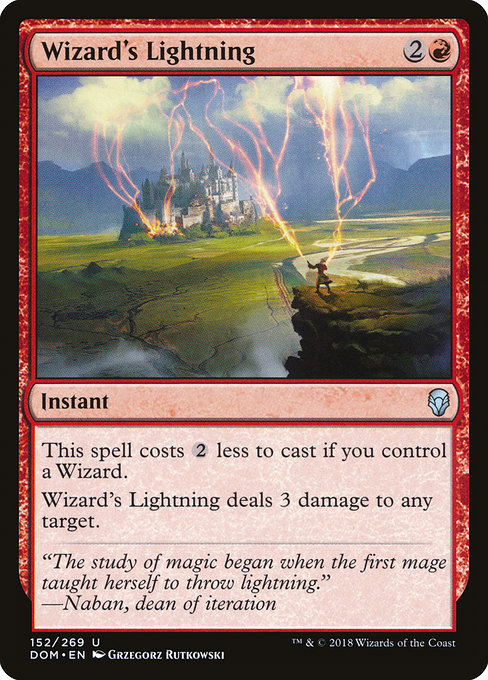 Wizard's Lightning 2
Instant
This spell costs 2 less to cast if you control
a Wizard.
Wizard's Lightning deals 3 damage to any
target.
“The study of magic began when the first mage
taught herself to throw lightning.”
—Naban, dean of iteration
152/269 U
™ & © 2018 Wizards of the Coast
DOM • EN Grzegorz Rutkowski